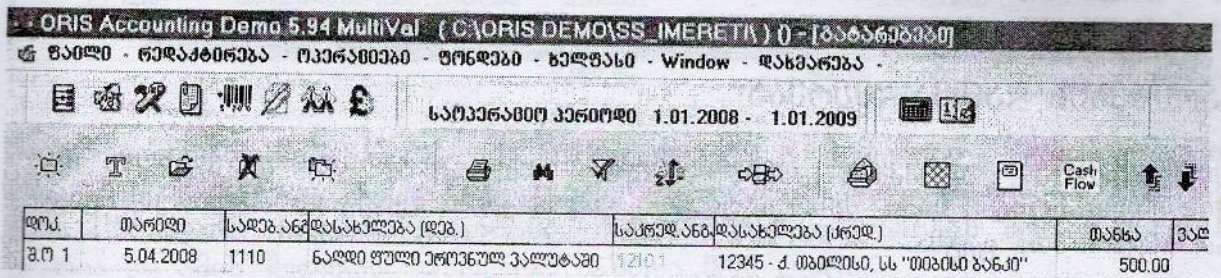 ORIS Accounting Demo 5.94 MultiVal ( C:\ORIS DEMO\SS_IMERETI\ ) () - [გატარებები]
ფაილი - რედაქტირება - ოპერაციები - ფონდები - ხელფასი - Window - დახმარება -
საოპერაციო პერიოდი 1.01.2008 - 1.01.2009
Cash Flow
დოკ. თარიღი სადებ.ანგ დასახელება (დებ.) საკრედ.ანგ. დასახელება (კრედ.) თანხა ვალ
შ.ო 1 5.04.2008 1110 ნაღდი ფული ეროვნულ ვალუტაში 12345 - ქ. თბილისი, სს "თიბისი ბანკი" 500.00